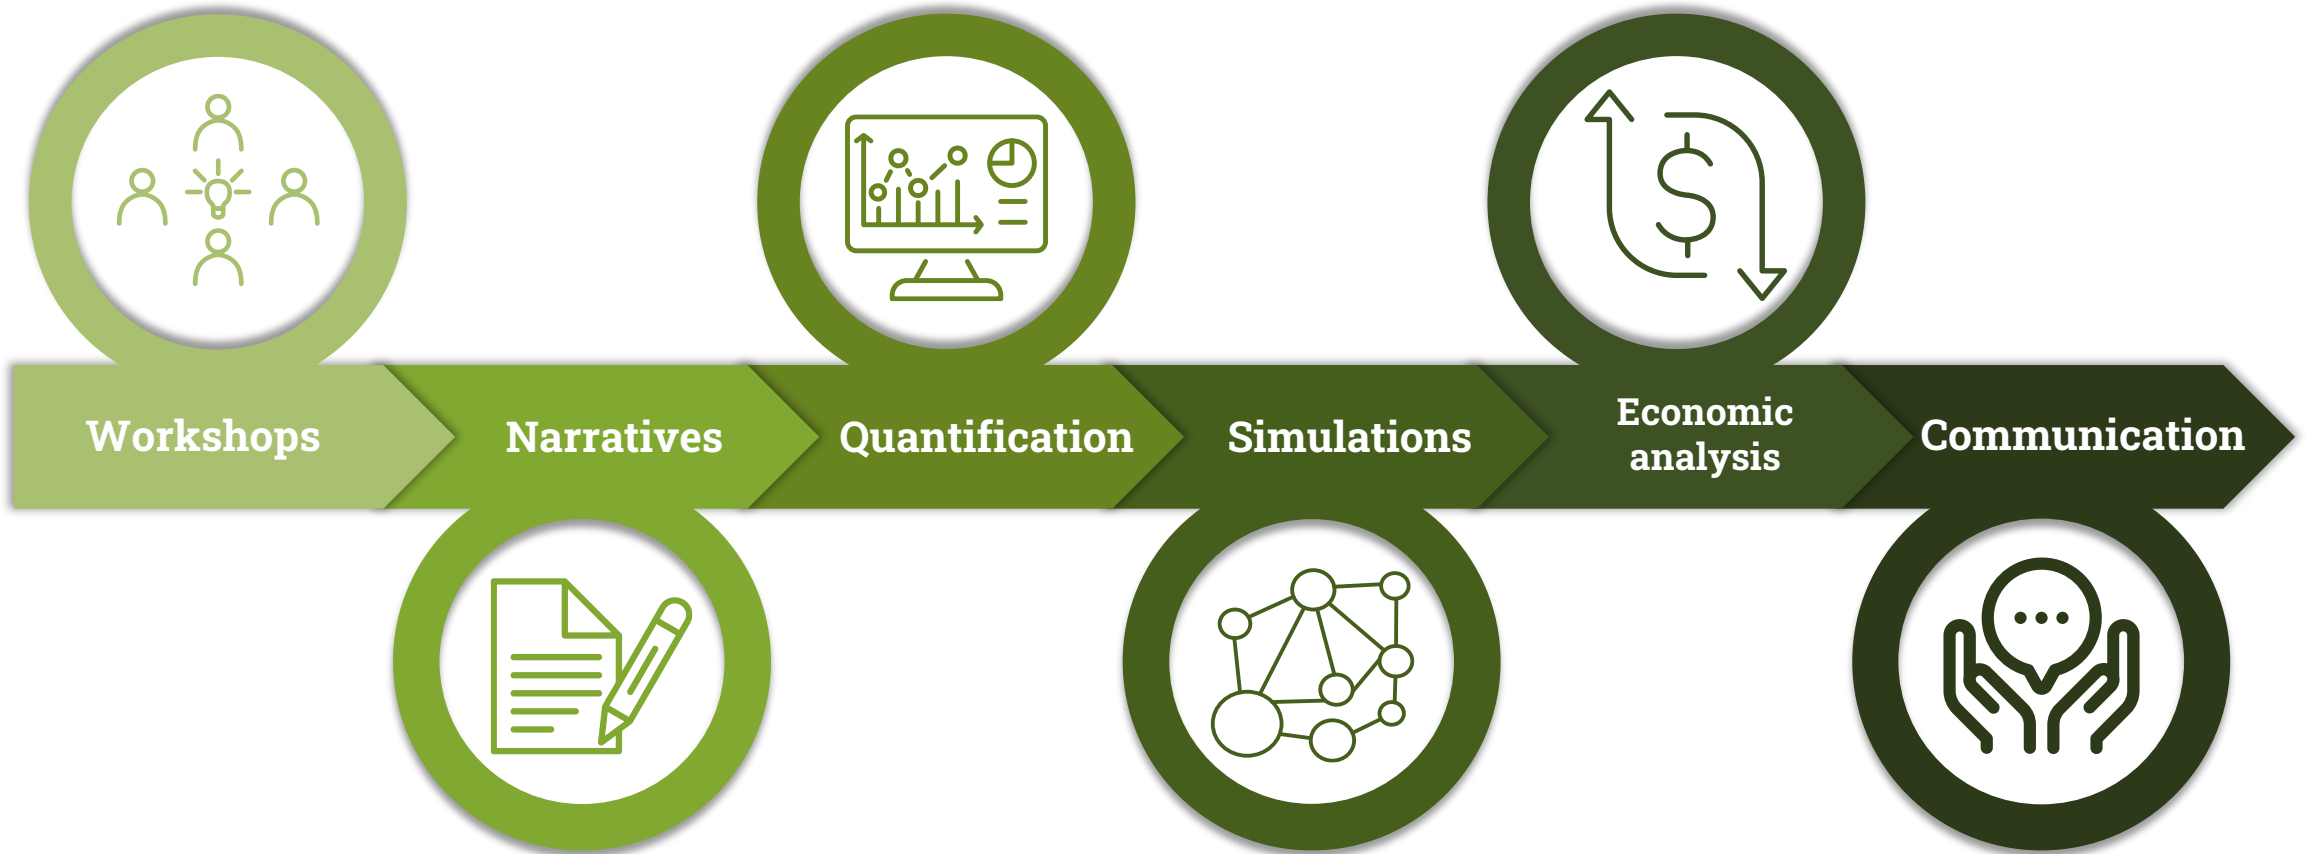 Workshops
Narratives
Quantification
Simulations
Economic
analysis
Communication